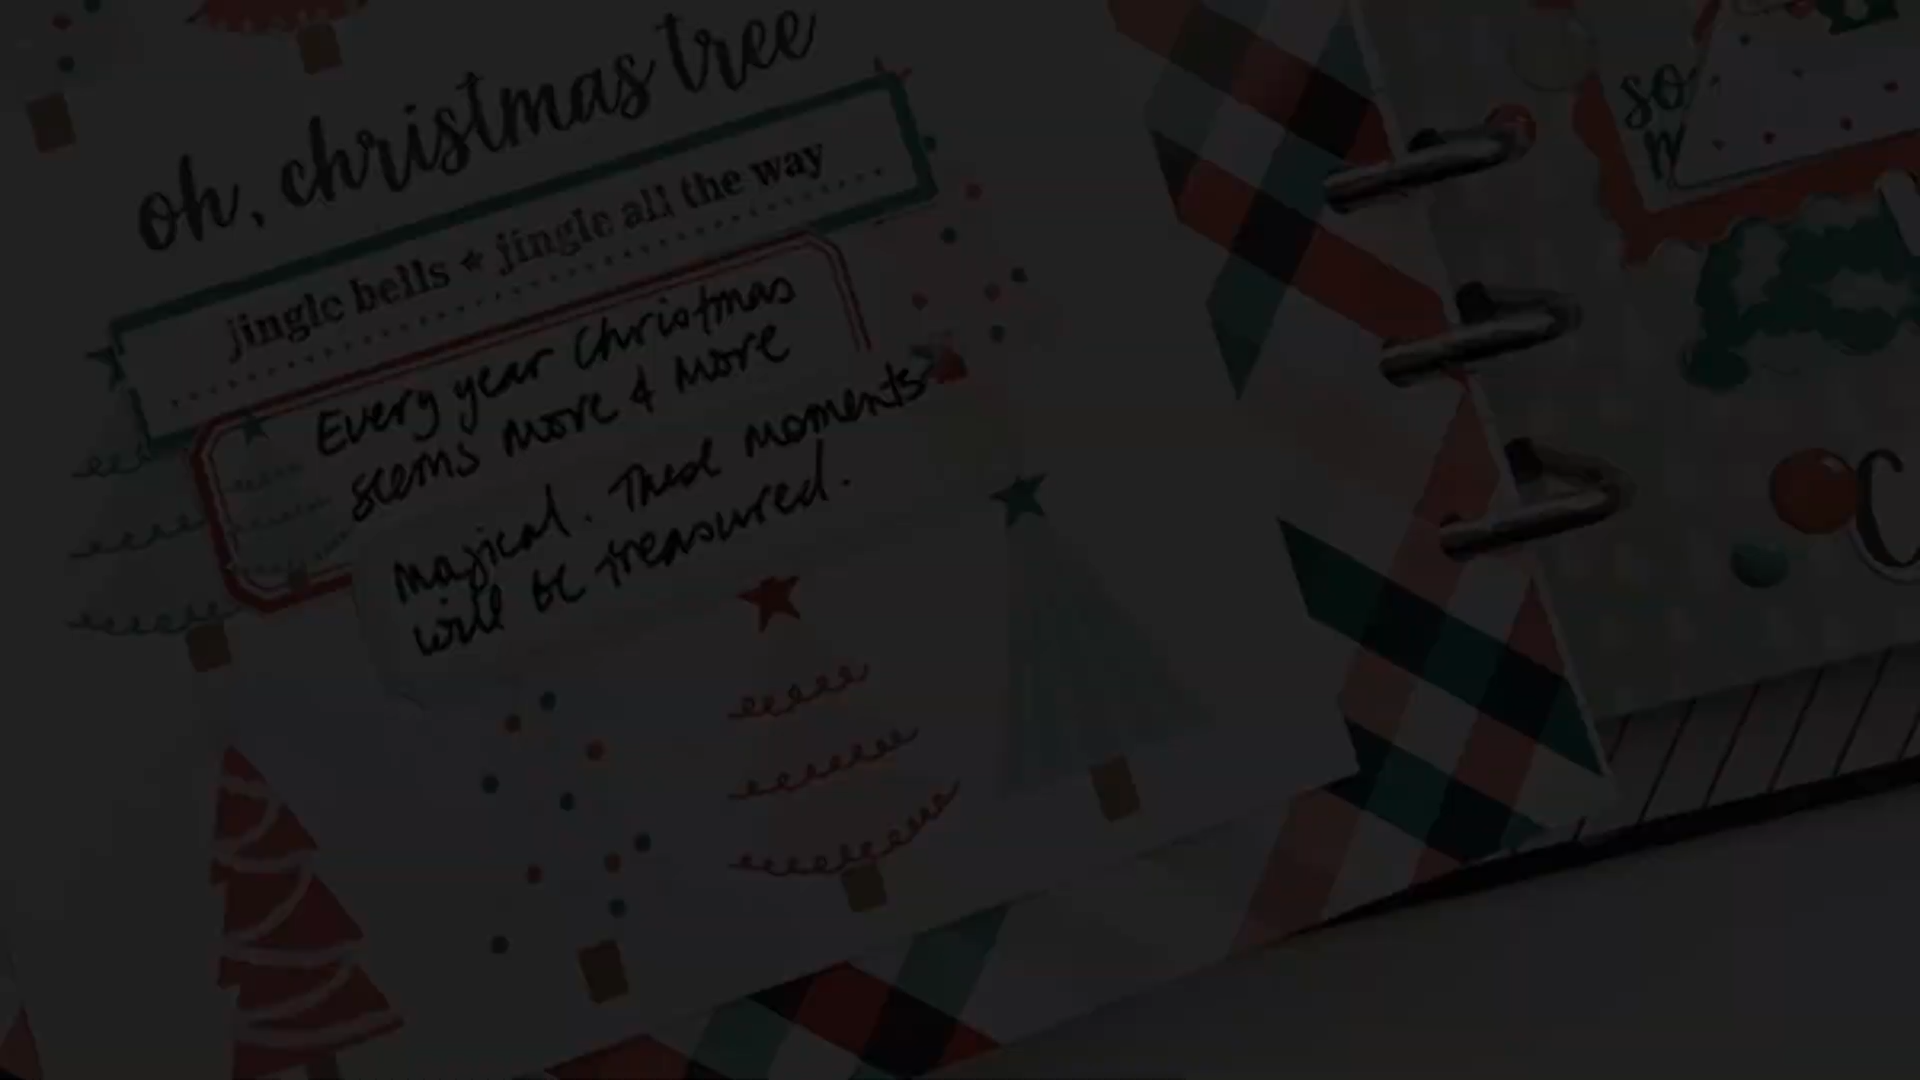 oh, christmas tree
jingle bells ★ jingle all the way
Every year Christmas
seems more & more
magical. These moments
will be treasured.
so